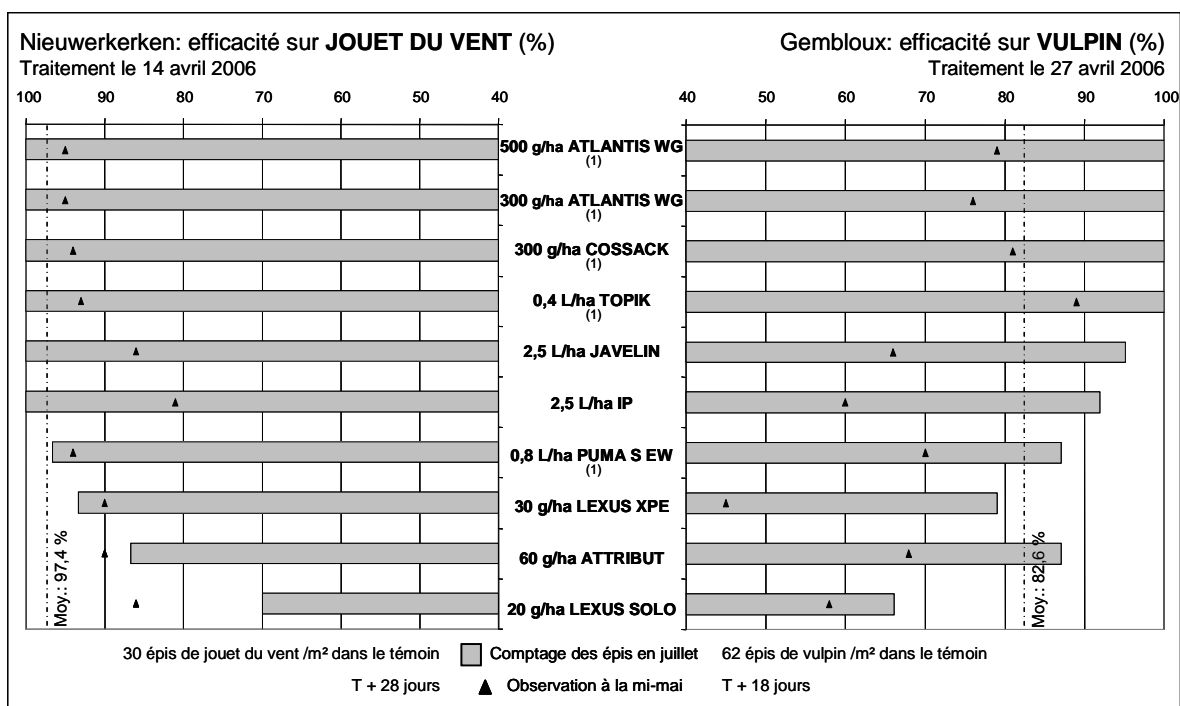 Nieuwerkerken: efficacité sur JOUET DU VENT (%)
Traitement le 14 avril 2006
Gembloux: efficacité sur VULPIN (%)
Traitement le 27 avril 2006
100 90 80 70 60 50 40
40 50 60 70 80 90 100
500 g/ha ATLANTIS WG
(1)
300 g/ha ATLANTIS WG
(1)
300 g/ha COSSACK
(1)
0,4 L/ha TOPIK
(1)
2,5 L/ha JAVELIN
2,5 L/ha IP
0,8 L/ha PUMA S EW
(1)
30 g/ha LEXUS XPE
60 g/ha ATTRIBUT
20 g/ha LEXUS SOLO
Moy.: 97,4 %
Moy.: 82,6 %
30 épis de jouet du vent /m² dans le témoin Comptage des épis en juillet 62 épis de vulpin /m² dans le témoin
T + 28 jours Observation à la mi-mai T + 18 jours